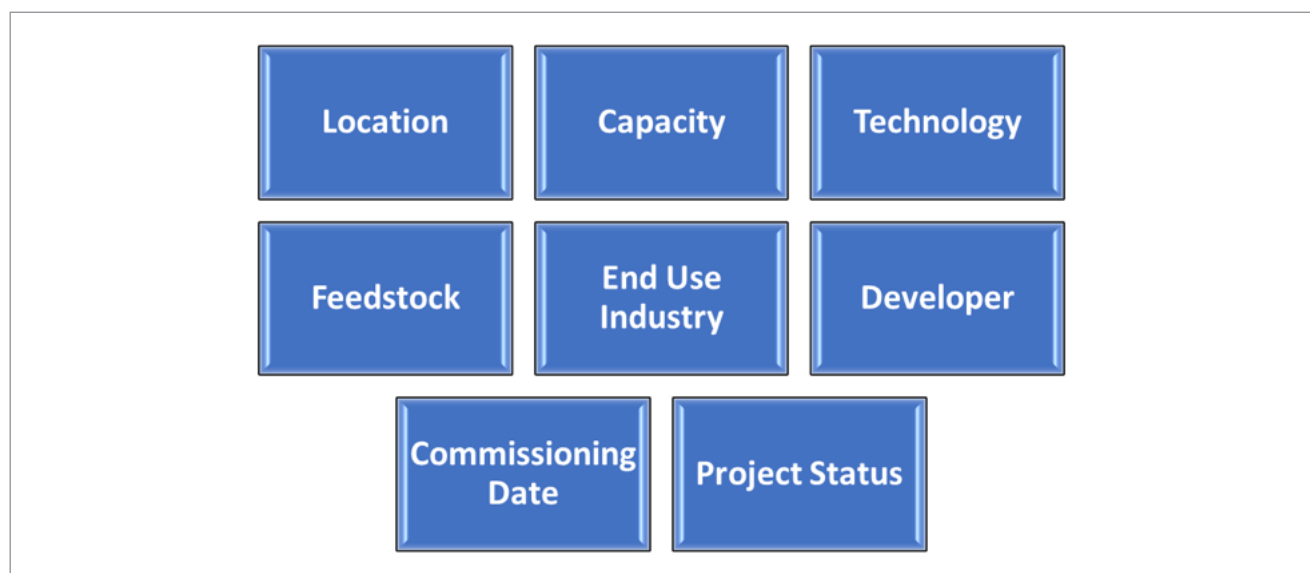 Location
Capacity
Technology
Feedstock
End Use
Industry
Developer
Commissioning
Date
Project Status